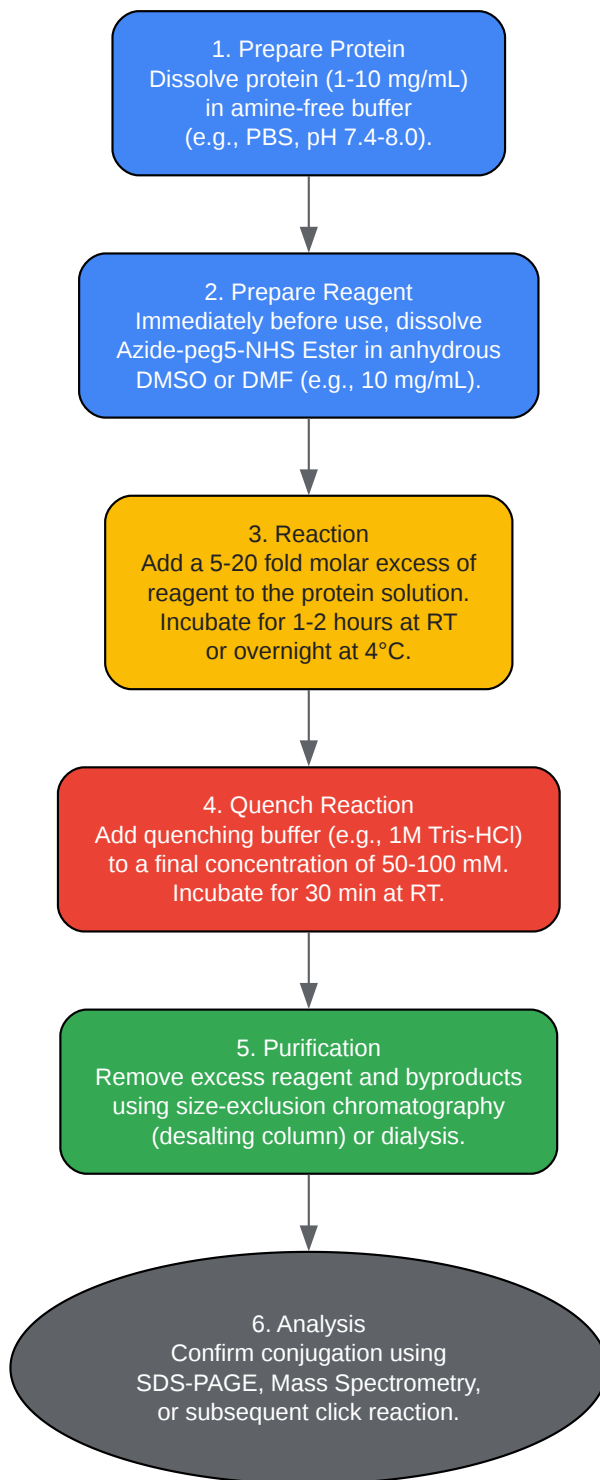 1. Prepare Protein
Dissolve protein (1-10 mg/mL)
in amine-free buffer
(e.g., PBS, pH 7.4-8.0).
2. Prepare Reagent
Immediately before use, dissolve
Azide-peg5-NHS Ester in anhydrous
DMSO or DMF (e.g., 10 mg/mL).
3. Reaction
Add a 5-20 fold molar excess of
reagent to the protein solution.
Incubate for 1-2 hours at RT
or overnight at 4°C.
4. Quench Reaction
Add quenching buffer (e.g., 1M Tris-HCl)
to a final concentration of 50-100 mM.
Incubate for 30 min at RT.
5. Purification
Remove excess reagent and byproducts
using size-exclusion chromatography
(desalting column) or dialysis.
6. Analysis
Confirm conjugation using
SDS-PAGE, Mass Spectrometry,
or subsequent click reaction.